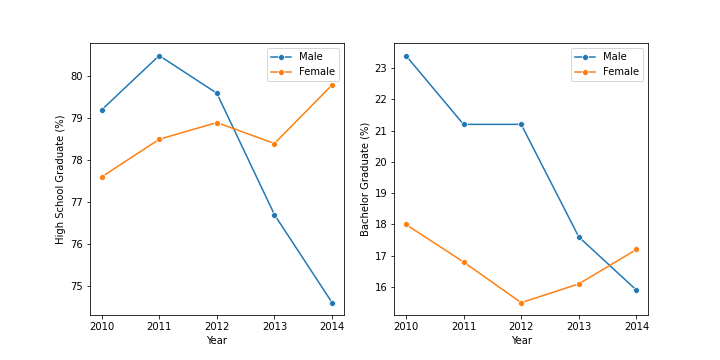 High School Graduate (%)
80
79
78
77
76
75
2010 2011 2012 2013 2014
Year
Male
Female
Bachelor Graduate (%)
23
22
21
20
19
18
17
16
2010 2011 2012 2013 2014
Year
Male
Female